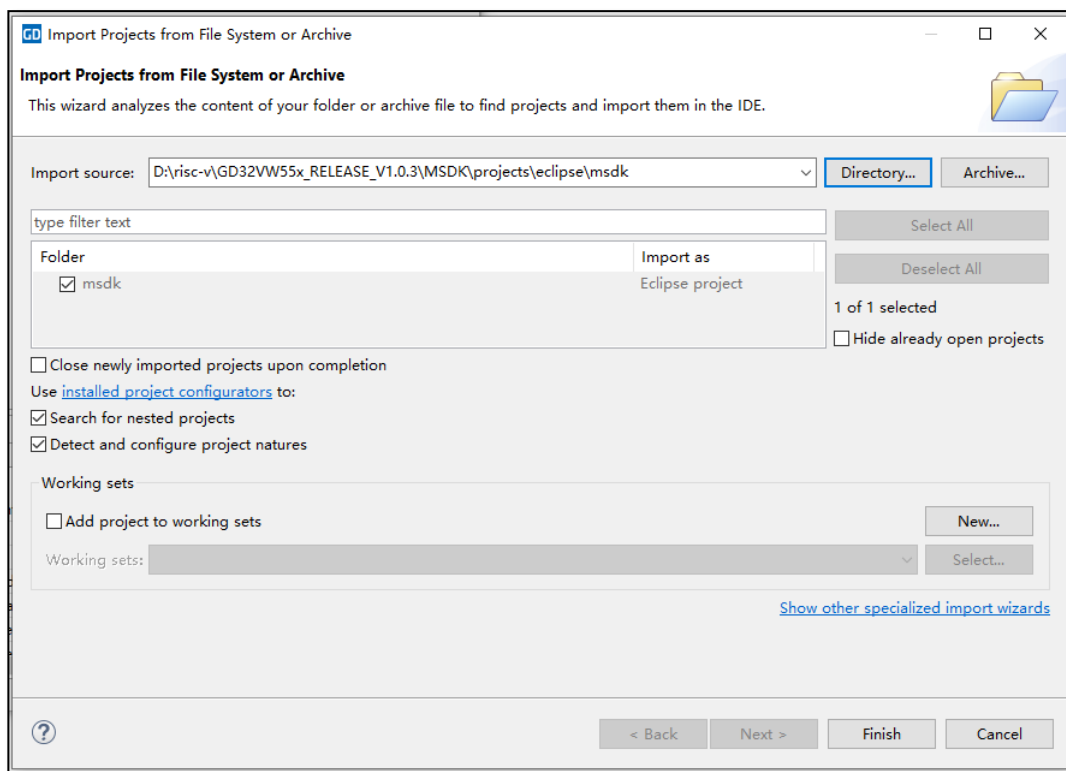 GD Import Projects from File System or Archive
Import Projects from File System or Archive
This wizard analyzes the content of your folder or archive file to find projects and import them in the IDE.
Import source: D:\risc-v\GD32VW55x_RELEASE_V1.0.3\MSDK\projects\eclipse\msdk Directory... Archive...
type filter text Select All
Folder Import as
Deselect All
msdk Eclipse project
1 of 1 selected
Hide already open projects
Close newly imported projects upon completion
Use installed project configurators to:
Search for nested projects
Detect and configure project natures
Working sets
Add project to working sets New...
Working sets: Select...
Show other specialized import wizards
? < Back Next > Finish Cancel